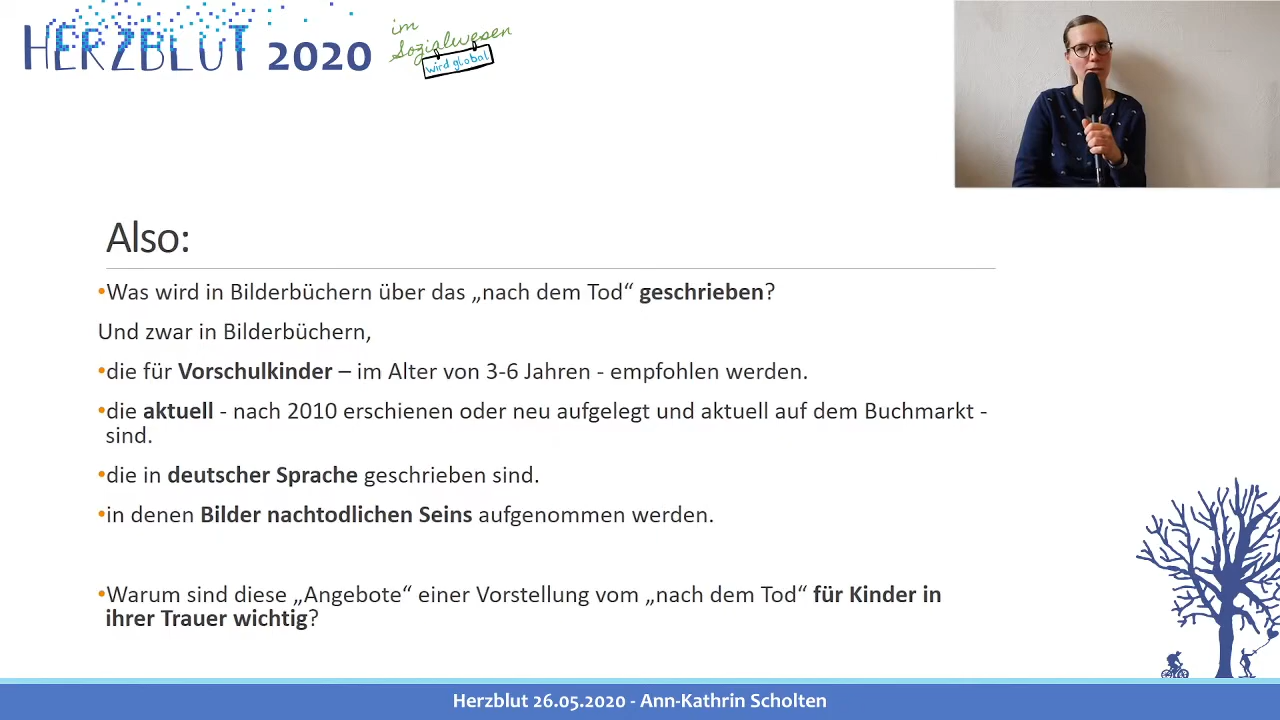 HERZBLUT 2020
im
Sozialwesen
wird global
Also:
•Was wird in Bilderbüchern über das „nach dem Tod“ geschrieben?
Und zwar in Bilderbüchern,
•die für Vorschulkinder – im Alter von 3-6 Jahren - empfohlen werden.
•die aktuell - nach 2010 erschienen oder neu aufgelegt und aktuell auf dem Buchmarkt -
sind.
•die in deutscher Sprache geschrieben sind.
•in denen Bilder nachtodlichen Seins aufgenommen werden.
•Warum sind diese „Angebote“ einer Vorstellung vom „nach dem Tod“ für Kinder in
ihrer Trauer wichtig?
Herzblut 26.05.2020 - Ann-Kathrin Scholten